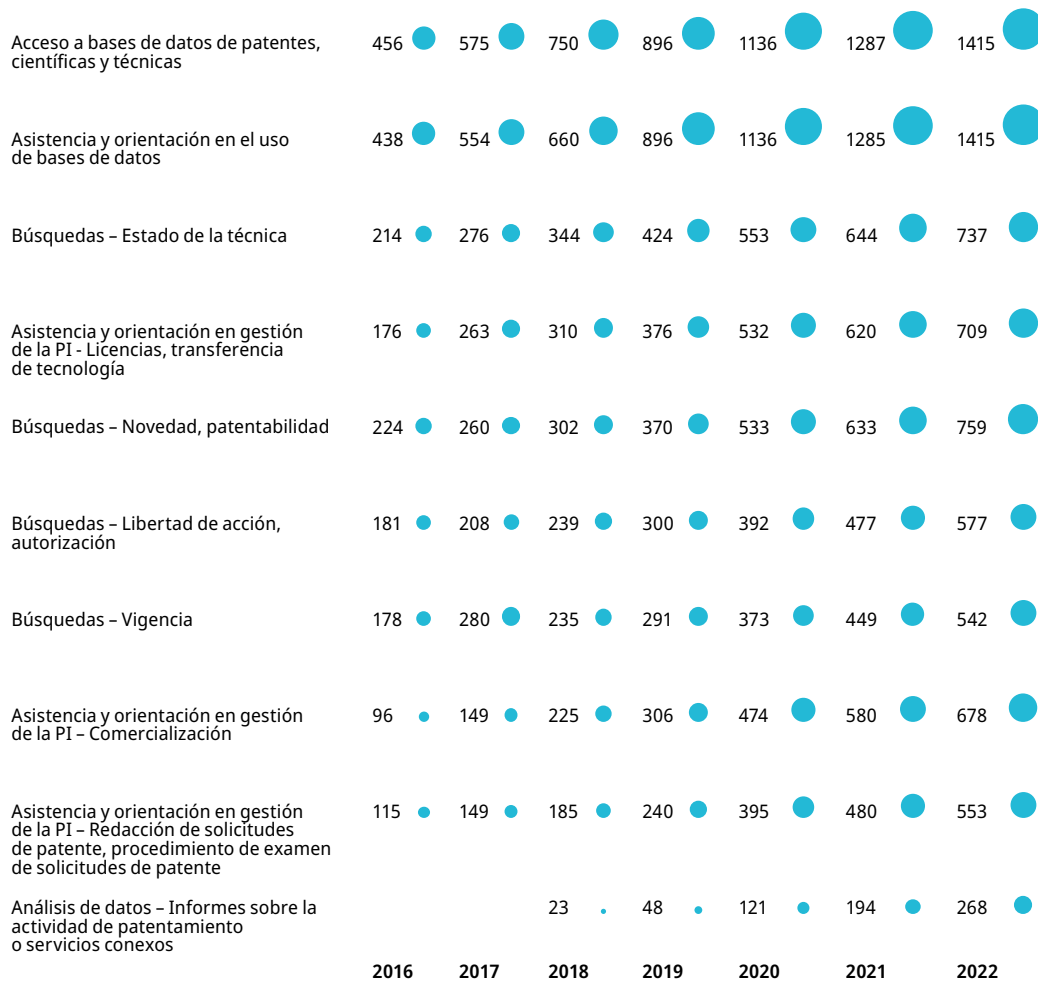 Acceso a bases de datos de patentes, 456 575 750 896 1136 1287 1415
científicas y técnicas
Asistencia y orientación en el uso 438 554 660 896 1136 1285 1415
de bases de datos
Búsquedas – Estado de la técnica 214 276 344 424 553 644 737
Asistencia y orientación en gestión 176 263 310 376 532 620 709
de la PI - Licencias, transferencia
de tecnología
Búsquedas – Novedad, patentabilidad 224 260 302 370 533 633 759
Búsquedas – Libertad de acción, 181 208 239 300 392 477 577
autorización
Búsquedas – Vigencia 178 280 235 291 373 449 542
Asistencia y orientación en gestión 96 149 225 306 474 580 678
de la PI – Comercialización
Asistencia y orientación en gestión 115 149 185 240 395 480 553
de la PI – Redacción de solicitudes
de patente, procedimiento de examen
de solicitudes de patente
Análisis de datos – Informes sobre la 23 48 121 194 268
actividad de patentamiento
o servicios conexos
2016 2017 2018 2019 2020 2021 2022